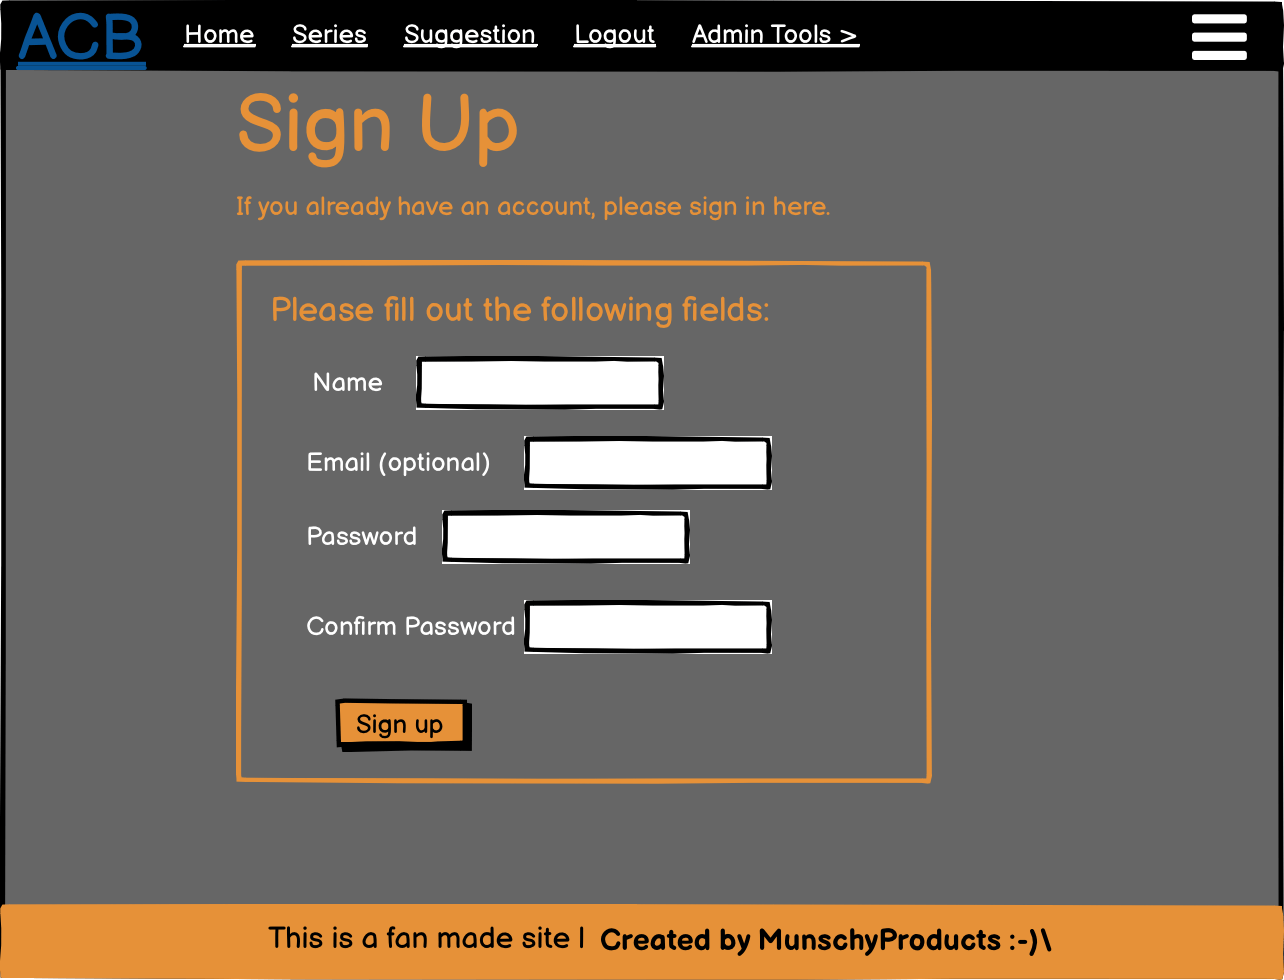 ACB Home Series Suggestion Logout Admin Tools >
Sign Up
If you already have an account, please sign in here.
Please fill out the following fields:
Name
Email (optional)
Password
Confirm Password
Sign up
This is a fan made site | Created by MunschyProducts :-)\